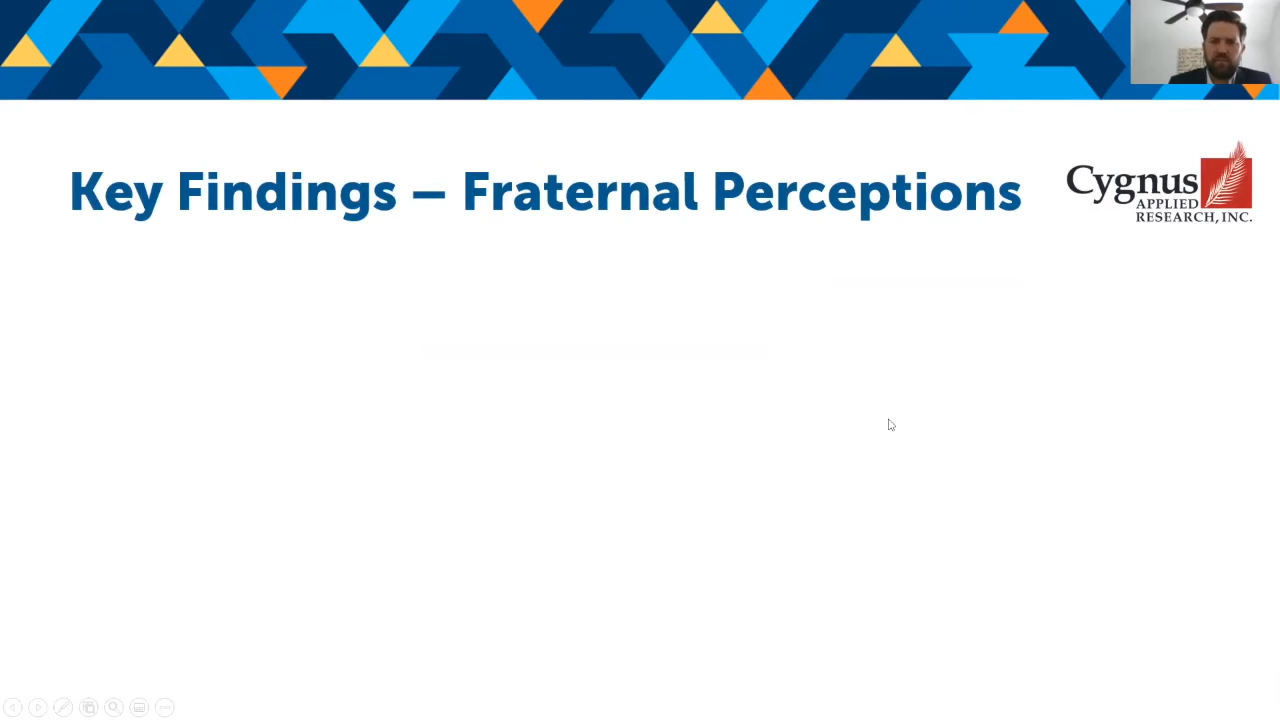 Key Findings – Fraternal Perceptions
Cygnus
APPLIED
RESEARCH, INC.